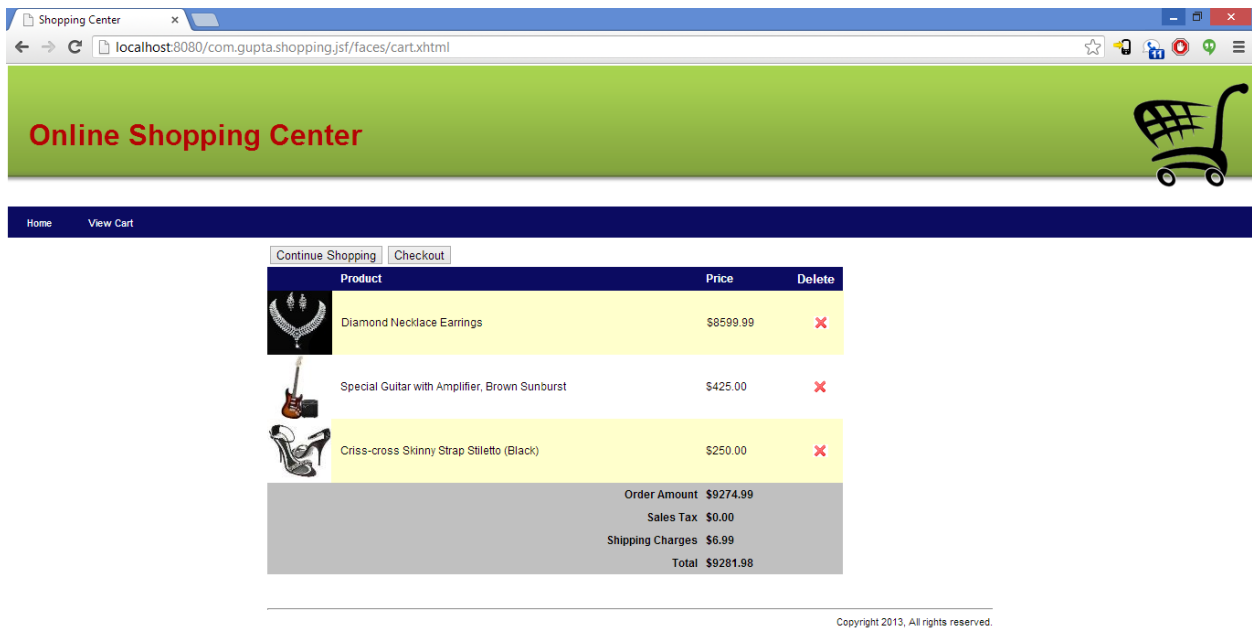 Shopping Center
localhost:8080/com.gupta.shopping.jsf/faces/cart.xhtml
11
Online Shopping Center
Home View Cart
Continue Shopping Checkout
Product Price Delete
Diamond Necklace Earrings $8599.99
Special Guitar with Amplifier, Brown Sunburst $425.00
Criss-cross Skinny Strap Stiletto (Black) $250.00
Order Amount $9274.99
Sales Tax $0.00
Shipping Charges $6.99
Total $9281.98
Copyright 2013, All rights reserved.